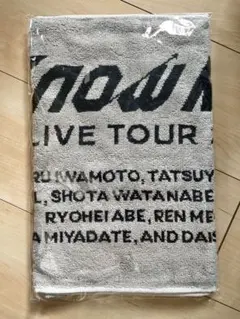 now
LIVE TOUR
RU IWAMOTO, TATSUY
L, SHOTA WATANABE
RYOHEI ABE, REN ME
A MIYADATE, AND DAIS